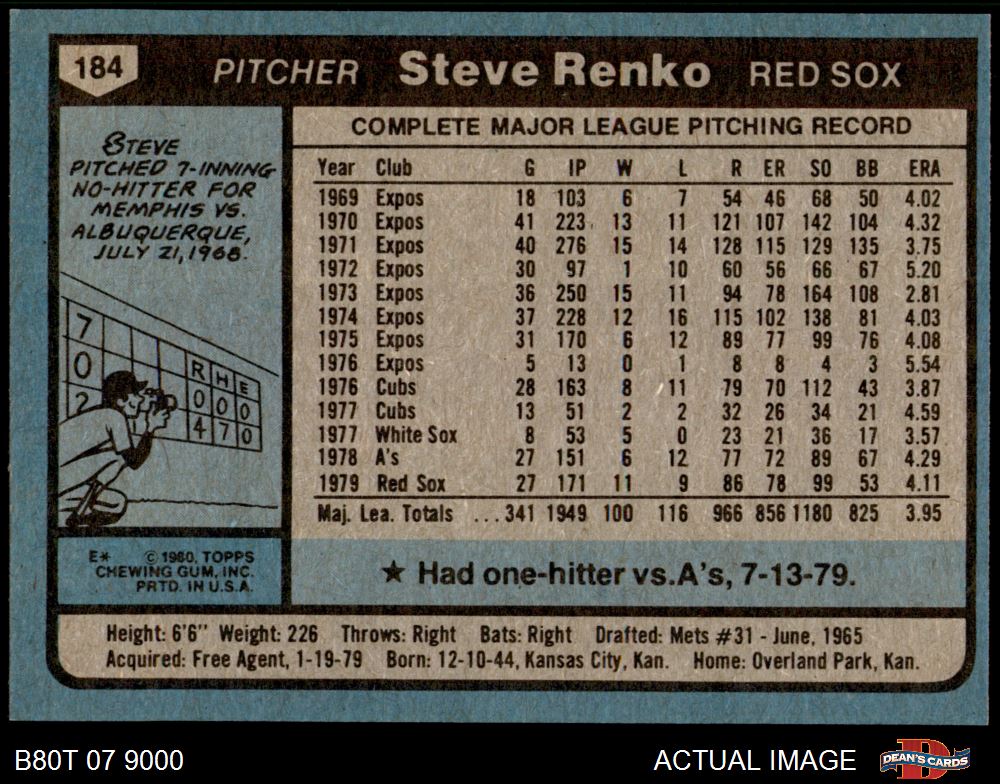 184 PITCHER Steve Renko RED SOX
STEVE
PITCHED 7-INNING
NO-HITTER FOR
MEMPHIS VS.
ALBUQUERQUE,
JULY 21, 1968.
7
0 R H E
2 0 0 0
4 7 0
E* © 1980, TOPPS
CHEWING GUM, INC.
PRTD. IN U.S.A.
COMPLETE MAJOR LEAGUE PITCHING RECORD
Year Club G IP W L R ER SO BB ERA
1969 Expos 18 103 6 7 54 46 68 50 4.02
1970 Expos 41 223 13 11 121 107 142 104 4.32
1971 Expos 40 276 15 14 128 115 129 135 3.75
1972 Expos 30 97 1 10 60 56 66 67 5.20
1973 Expos 36 250 15 11 94 78 164 108 2.81
1974 Expos 37 228 12 16 115 102 138 81 4.03
1975 Expos 31 170 6 12 89 77 99 76 4.08
1976 Expos 5 13 0 1 8 8 4 3 5.54
1976 Cubs 28 163 8 11 79 70 112 43 3.87
1977 Cubs 13 51 2 2 32 26 34 21 4.59
1977 White Sox 8 53 5 0 23 21 36 17 3.57
1978 A's 27 151 6 12 77 72 89 67 4.29
1979 Red Sox 27 171 11 9 86 78 99 53 4.11
Maj. Lea. Totals ...341 1949 100 116 966 856 1180 825 3.95
★ Had one-hitter vs.A's, 7-13-79.
Height: 6'6" Weight: 226 Throws: Right Bats: Right Drafted: Mets #31 - June, 1965
Acquired: Free Agent, 1-19-79 Born: 12-10-44, Kansas City, Kan. Home: Overland Park, Kan.
B80T 07 9000 ACTUAL IMAGE DEAN'S CARDS